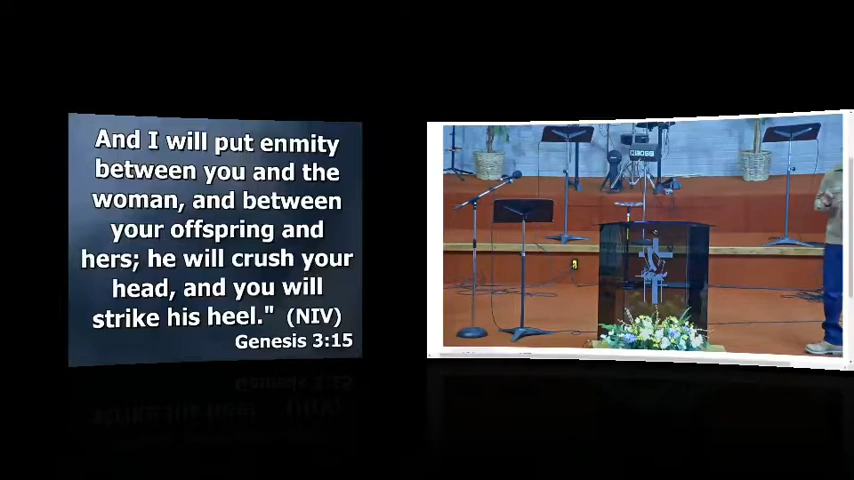 And I will put enmity
between you and the
woman, and between
your offspring and
hers; he will crush your
head, and you will
strike his heel." (NIV)
Genesis 3:15